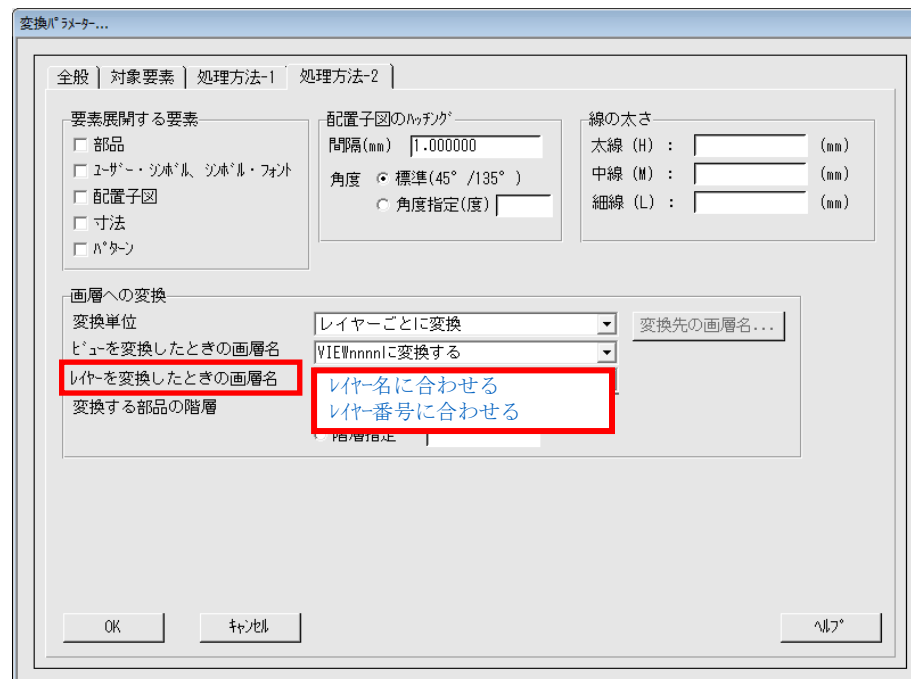 変換ﾊﾟﾗﾒｰﾀｰ...
全般 対象要素 処理方法-1 処理方法-2
要素展開する要素
部品
ﾕｰｻﾞｰ・ｼﾝﾎﾞﾙ、ｼﾝﾎﾞﾙ・ﾌｫﾝﾄ
配置子図
寸法
ﾊﾟﾀｰﾝ
配置子図のﾊｯﾁﾝｸﾞ
間隔(mm) 1.000000
角度 標準(45ﾟ/135ﾟ)
角度指定(度)
線の太さ
太線 (H) : (mm)
中線 (M) : (mm)
細線 (L) : (mm)
画層への変換
変換単位 レイヤーごとに変換 変換先の画層名...
ﾋﾞｭｰを変換したときの画層名 VIEWnnnnに変換する
ﾚｲﾔｰを変換したときの画層名 ﾚｲﾔｰ名に合わせる
ﾚｲﾔｰ番号に合わせる
変換する部品の階層
階層指定
OK ｷｬﾝｾﾙ ﾍﾙﾌﾟ